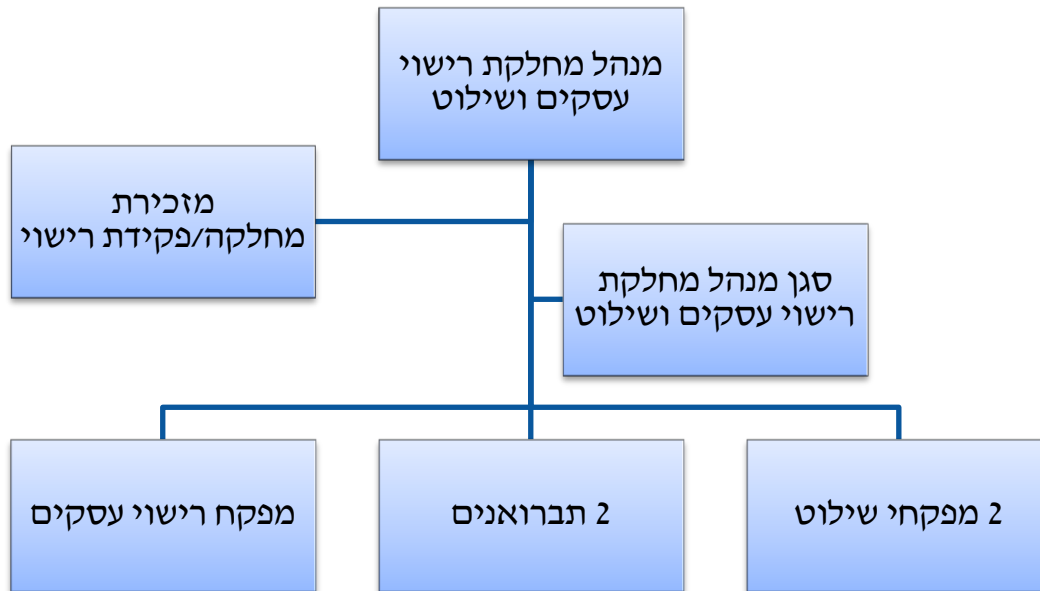 מנהל מחלקת רישוי
עסקים ושילוט
מזכירת
מחלקה/פקידת רישוי
סגן מנהל מחלקת
רישוי עסקים ושילוט
2 מפקחי שילוט
2 תברואנים
מפקח רישוי עסקים